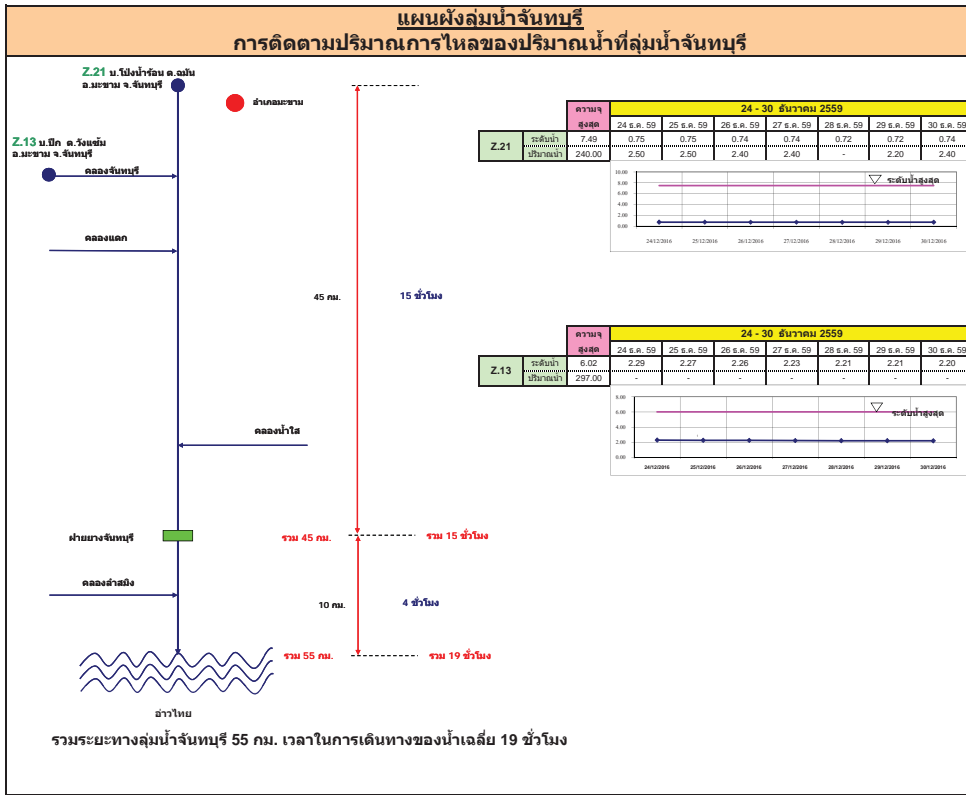 แผนผังลุ่มน้ำจันทบุรี
การติดตามปริมาณการไหลของปริมาณน้ำที่ลุ่มน้ำจันทบุรี
Z.21 บ.โป่งน้ำร้อน ต.ฉมัน
อ.มะขาม จ.จันทบุรี
อำเภอมะขาม
Z.13 บ.ปึก ต.วังแซ้ม
อ.มะขาม จ.จันทบุรี
คลองจันทบุรี
คลองแตก
45 กม.
15 ชั่วโมง
คลองน้ำใส
ฝายยางจันทบุรี
รวม 45 กม.
รวม 15 ชั่วโมง
คลองลำสมิง
10 กม.
4 ชั่วโมง
รวม 55 กม.
รวม 19 ชั่วโมง
อ่าวไทย
รวมระยะทางลุ่มน้ำจันทบุรี 55 กม. เวลาในการเดินทางของน้ำเฉลี่ย 19 ชั่วโมง
ความจุ 24 - 30 ธันวาคม 2559
สูงสุด 24 ธ.ค. 59 25 ธ.ค. 59 26 ธ.ค. 59 27 ธ.ค. 59 28 ธ.ค. 59 29 ธ.ค. 59 30 ธ.ค. 59
Z.21
ระดับน้ำ 7.49 0.75 0.75 0.74 0.74 0.72 0.72 0.74
ปริมาณน้ำ 240.00 2.50 2.50 2.40 2.40 - 2.20 2.40
10.00
8.00
6.00
4.00
2.00
0.00
ระดับน้ำสูงสุด
24/12/2016 25/12/2016 26/12/2016 27/12/2016 28/12/2016 29/12/2016 30/12/2016
ความจุ 24 - 30 ธันวาคม 2559
สูงสุด 24 ธ.ค. 59 25 ธ.ค. 59 26 ธ.ค. 59 27 ธ.ค. 59 28 ธ.ค. 59 29 ธ.ค. 59 30 ธ.ค. 59
Z.13
ระดับน้ำ 6.02 2.29 2.27 2.26 2.23 2.21 2.21 2.20
ปริมาณน้ำ 297.00 - - - - - - -
8.00
6.00
4.00
2.00
0.00
ระดับน้ำสูงสุด
24/12/2016 25/12/2016 26/12/2016 27/12/2016 28/12/2016 29/12/2016 30/12/2016